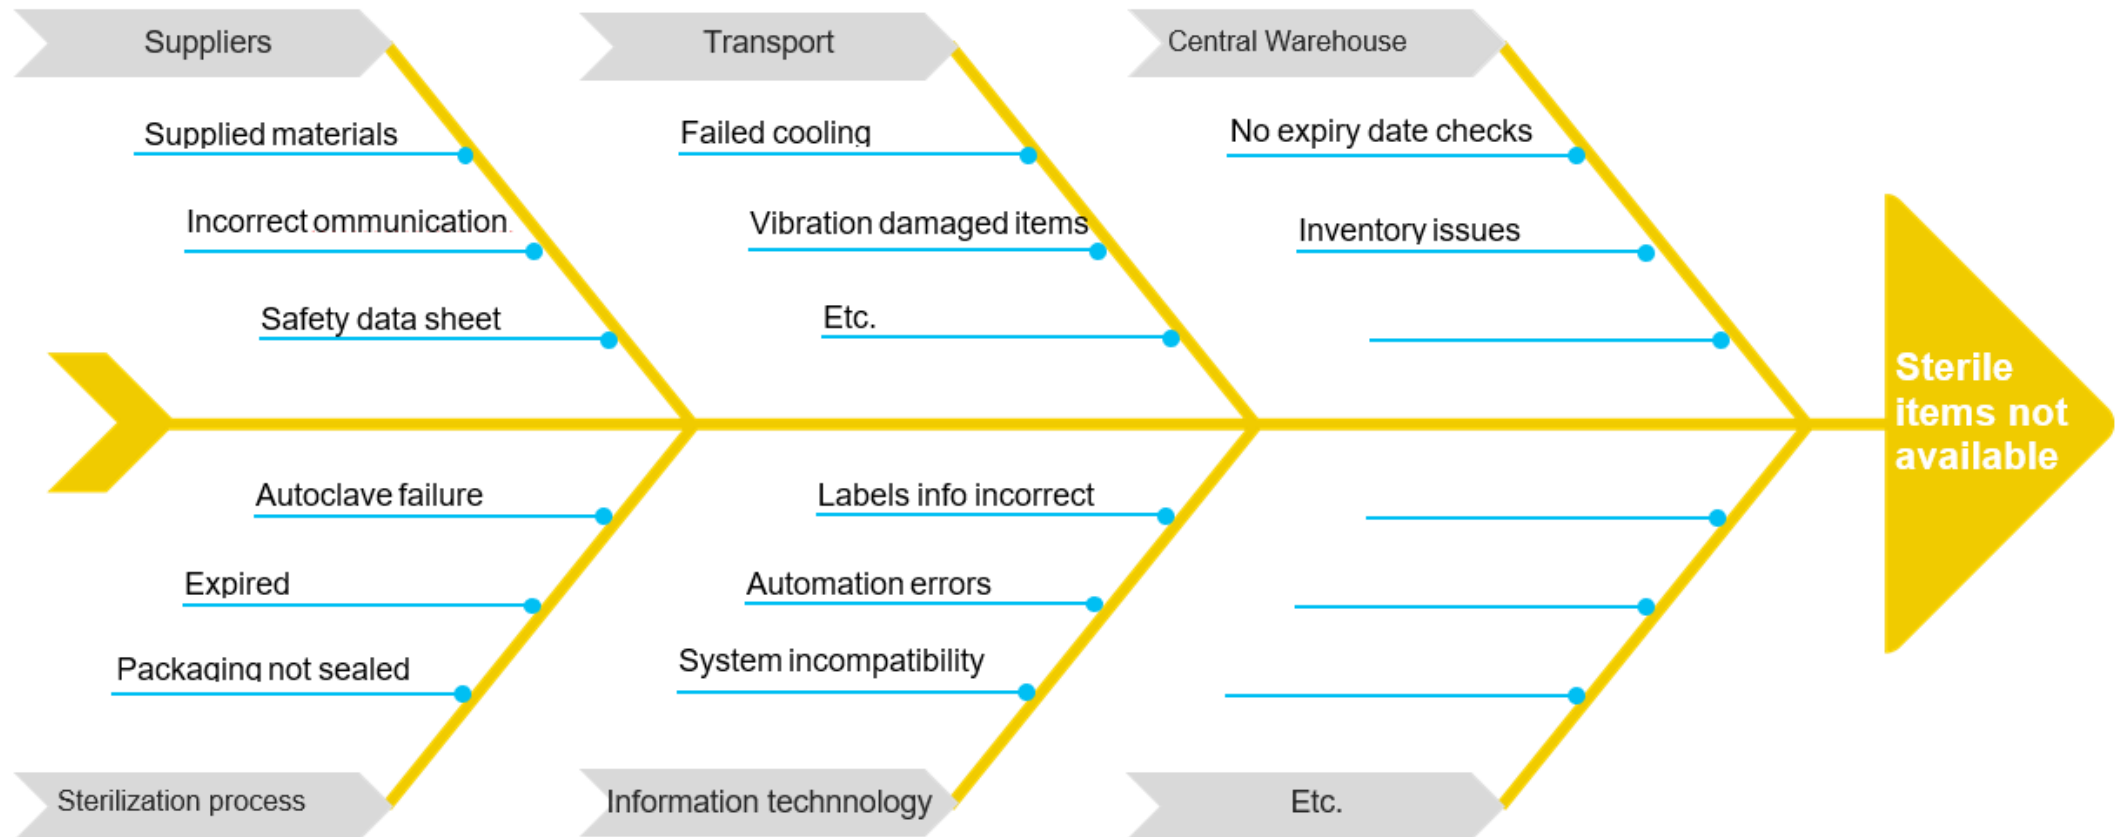 Suppliers
Transport
Central Warehouse
Supplied materials
Failed cooling
No expiry date checks
Incorrect ommunication
Vibration damaged items
Inventory issues
Safety data sheet
Etc.
Sterile
items not
available
Autoclave failure
Labels info incorrect
Expired
Automation errors
Packaging not sealed
System incompatibility
Sterilization process
Information technnnology
Etc.